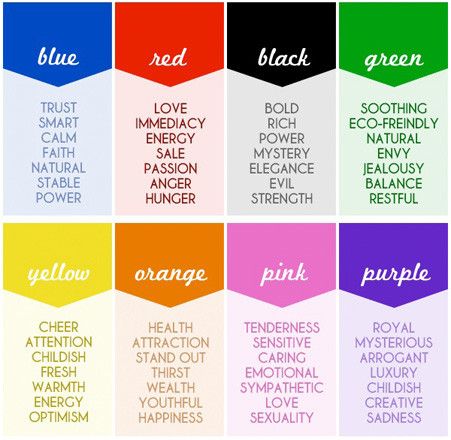 blue
TRUST
SMART
CALM
FAITH
NATURAL
STABLE
POWER
red
LOVE
IMMEDIACY
ENERGY
SALE
PASSION
ANGER
HUNGER
black
BOLD
RICH
POWER
MYSTERY
ELEGANCE
EVIL
STRENGTH
green
SOOTHING
ECO-FREINDLY
NATURAL
ENVY
JEALOUSY
BALANCE
RESTFUL
yellow
CHEER
ATTENTION
CHILDISH
FRESH
WARMTH
ENERGY
OPTIMISM
orange
HEALTH
ATTRACTION
STAND OUT
THIRST
WEALTH
YOUTHFUL
HAPPINESS
pink
TENDERNESS
SENSITIVE
CARING
EMOTIONAL
SYMPATHETIC
LOVE
SEXUALITY
purple
ROYAL
MYSTERIOUS
ARROGANT
LUXURY
CHILDISH
CREATIVE
SADNESS